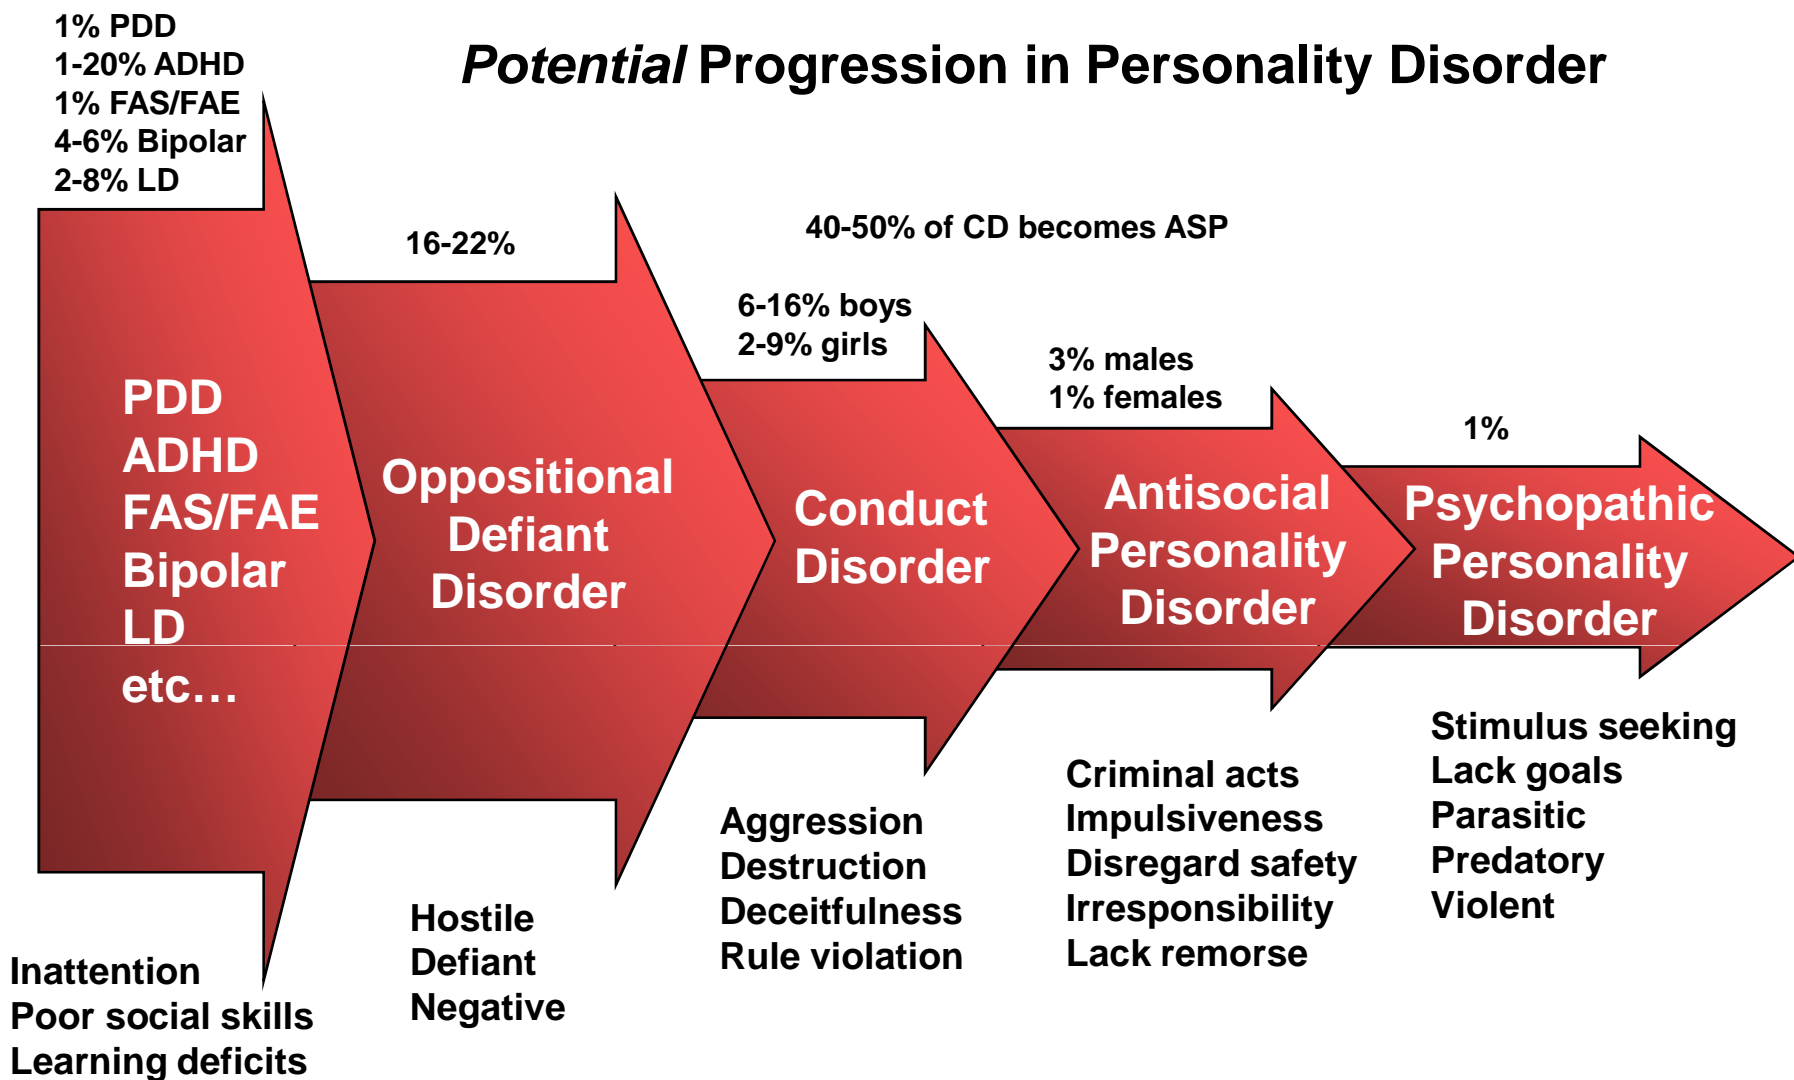 Potential Progression in Personality Disorder
1% PDD
1-20% ADHD
1% FAS/FAE
4-6% Bipolar
2-8% LD
16-22%
40-50% of CD becomes ASP
6-16% boys
2-9% girls
3% males
1% females
1%
PDD
ADHD
FAS/FAE
Bipolar
LD
etc…
Oppositional
Defiant
Disorder
Conduct
Disorder
Antisocial
Personality
Disorder
Psychopathic
Personality
Disorder
Inattention
Poor social skills
Learning deficits
Hostile
Defiant
Negative
Aggression
Destruction
Deceitfulness
Rule violation
Criminal acts
Impulsiveness
Disregard safety
Irresponsibility
Lack remorse
Stimulus seeking
Lack goals
Parasitic
Predatory
Violent